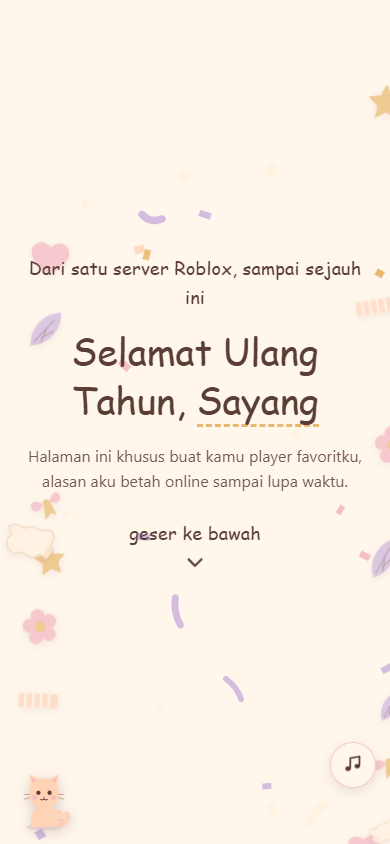 Dari satu server Roblox, sampai sejauh
ini
Selamat Ulang
Tahun, Sayang
Halaman ini khusus buat kamu player favoritku,
alasan aku betah online sampai lupa waktu.
geser ke bawah